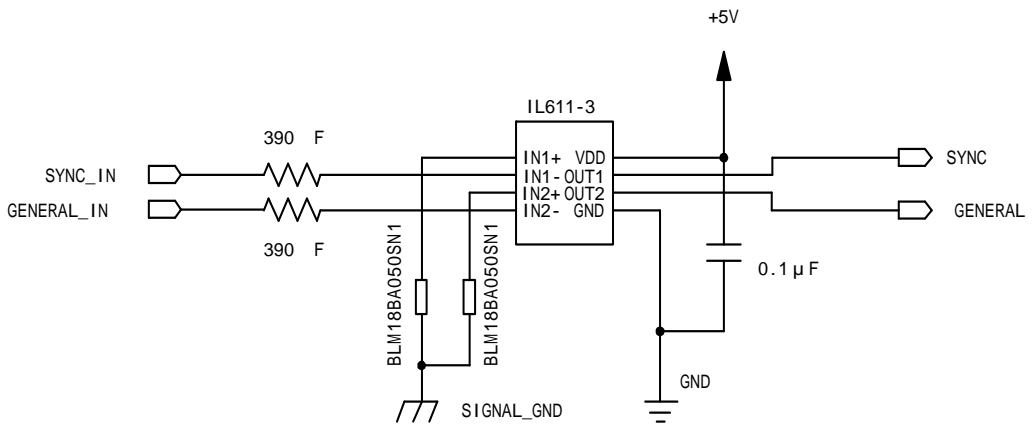 +5V
IL611-3
390 F
SYNC_IN
GENERAL_IN
390 F
IN1+ VDD
IN1- OUT1
IN2+ OUT2
IN2- GND
SYNC
GENERAL
0.1µF
BLM18BA050SN1
BLM18BA050SN1
GND
SIGNAL_GND